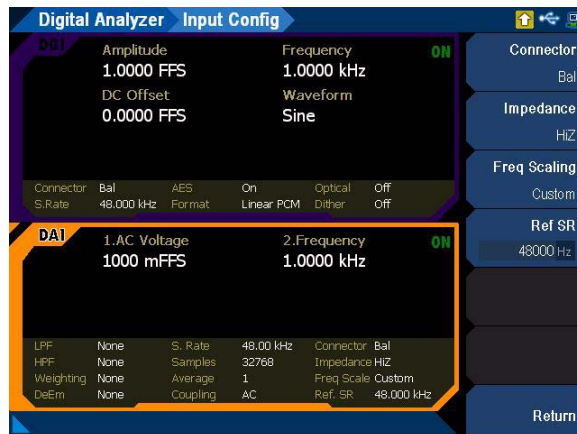 Digital Analyzer Input Config
DG1
Amplitude Frequency ON
1.0000 FFS 1.0000 kHz
DC Offset Waveform
0.0000 FFS Sine
Connector Bal AES On Optical Off
S.Rate 48.000 kHz Format Linear PCM Dither Off
DA1
1.AC Voltage 2.Frequency ON
1000 mFFS 1.0000 kHz
LPF None S. Rate 48.00 kHz Connector Bal
HPF None Samples 32768 Impedance HiZ
Weighting None Average 1 Freq Scale Custom
DeEm None Coupling AC Ref. SR 48.000 kHz
Connector
Bal
Impedance
HiZ
Freq Scaling
Custom
Ref SR
48000 Hz
Return